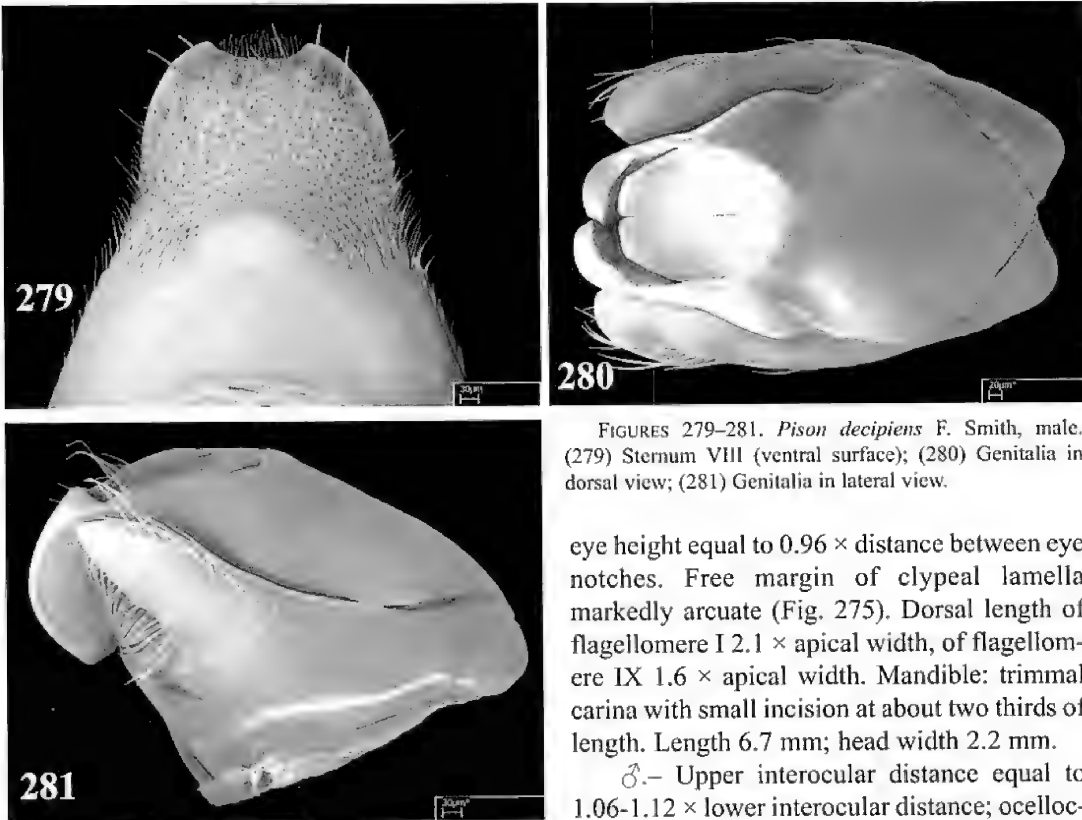 279
30µm
280
20µm*
281
30µm*
FIGURES 279–281. Pison decipiens F. Smith, male.
(279) Sternum VIII (ventral surface); (280) Genitalia in
dorsal view; (281) Genitalia in lateral view.
eye height equal to 0.96 × distance between eye
notches. Free margin of clypeal lamella
markedly arcuate (Fig. 275). Dorsal length of
flagellomere I 2.1 × apical width, of flagellom-
ere IX 1.6 × apical width. Mandible: trimmal
carina with small incision at about two thirds of
length. Length 6.7 mm; head width 2.2 mm.
♂.– Upper interocular distance equal to
1.06-1.12 × lower interocular distance; ocelloc-